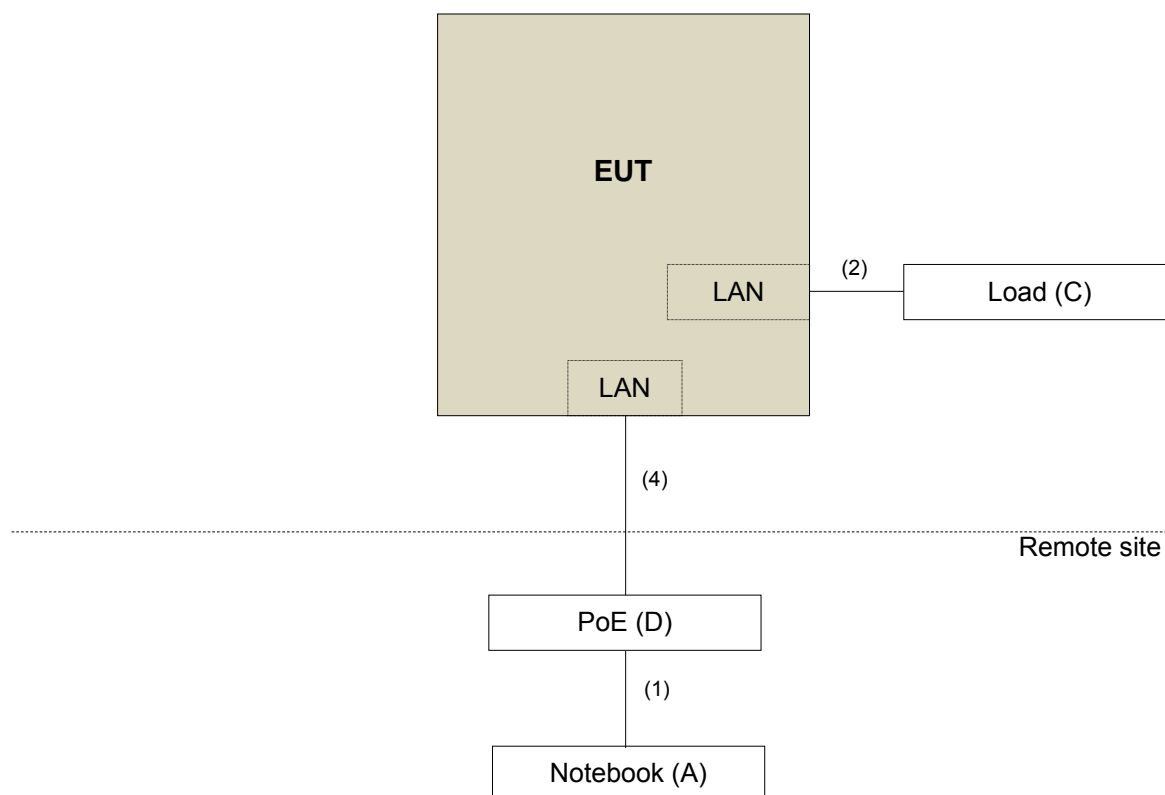 EUT
(2)
LAN
Load (C)
LAN
(4)
Remote site
PoE (D)
(1)
Notebook (A)